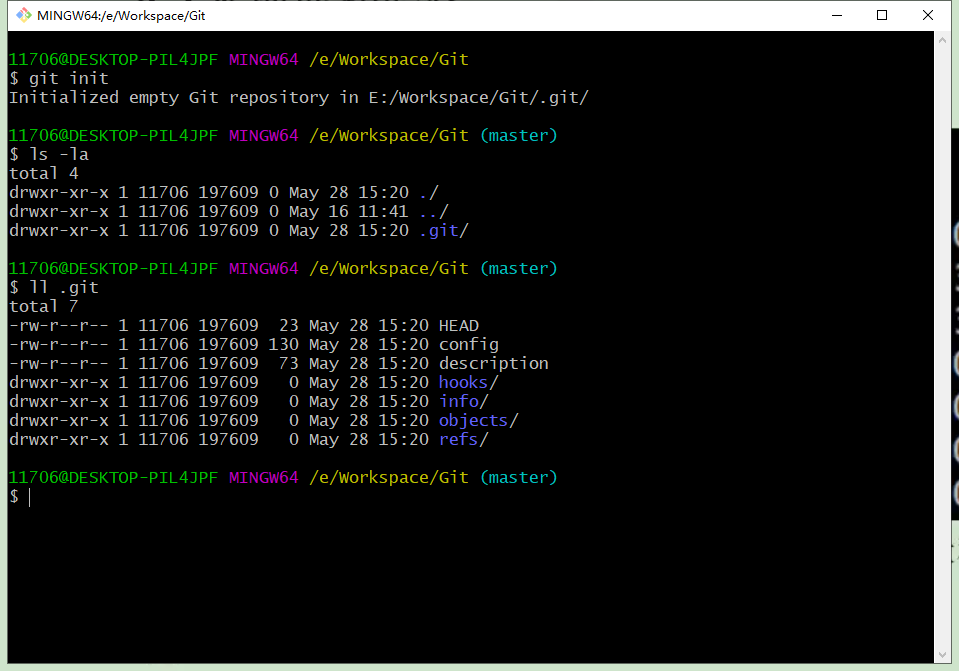 MINGW64:/e/Workspace/Git
11706@DESKTOP-PIL4JPF MINGW64 /e/Workspace/Git
$ git init
Initialized empty Git repository in E:/Workspace/Git/.git/
11706@DESKTOP-PIL4JPF MINGW64 /e/Workspace/Git (master)
$ ls -la
total 4
drwxr-xr-x 1 11706 197609 0 May 28 15:20 ./
drwxr-xr-x 1 11706 197609 0 May 16 11:41 ../
drwxr-xr-x 1 11706 197609 0 May 28 15:20 .git/
11706@DESKTOP-PIL4JPF MINGW64 /e/Workspace/Git (master)
$ ll .git
total 7
-rw-r--r-- 1 11706 197609  23 May 28 15:20 HEAD
-rw-r--r-- 1 11706 197609 130 May 28 15:20 config
-rw-r--r-- 1 11706 197609  73 May 28 15:20 description
drwxr-xr-x 1 11706 197609   0 May 28 15:20 hooks/
drwxr-xr-x 1 11706 197609   0 May 28 15:20 info/
drwxr-xr-x 1 11706 197609   0 May 28 15:20 objects/
drwxr-xr-x 1 11706 197609   0 May 28 15:20 refs/
11706@DESKTOP-PIL4JPF MINGW64 /e/Workspace/Git (master)
$